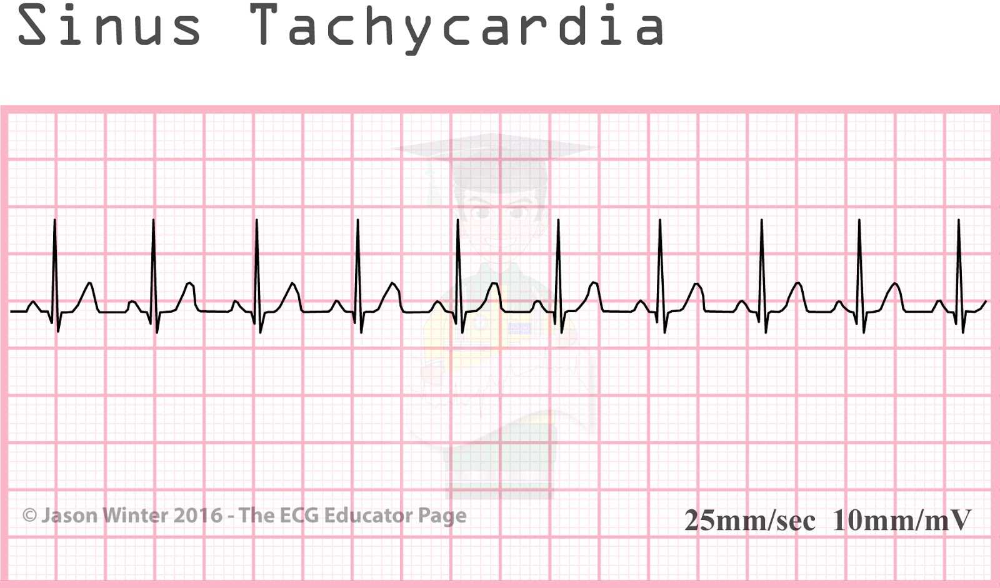 Sinus Tachycardia
© Jason Winter 2016 - The ECG Educator Page
25mm/sec 10mm/mV